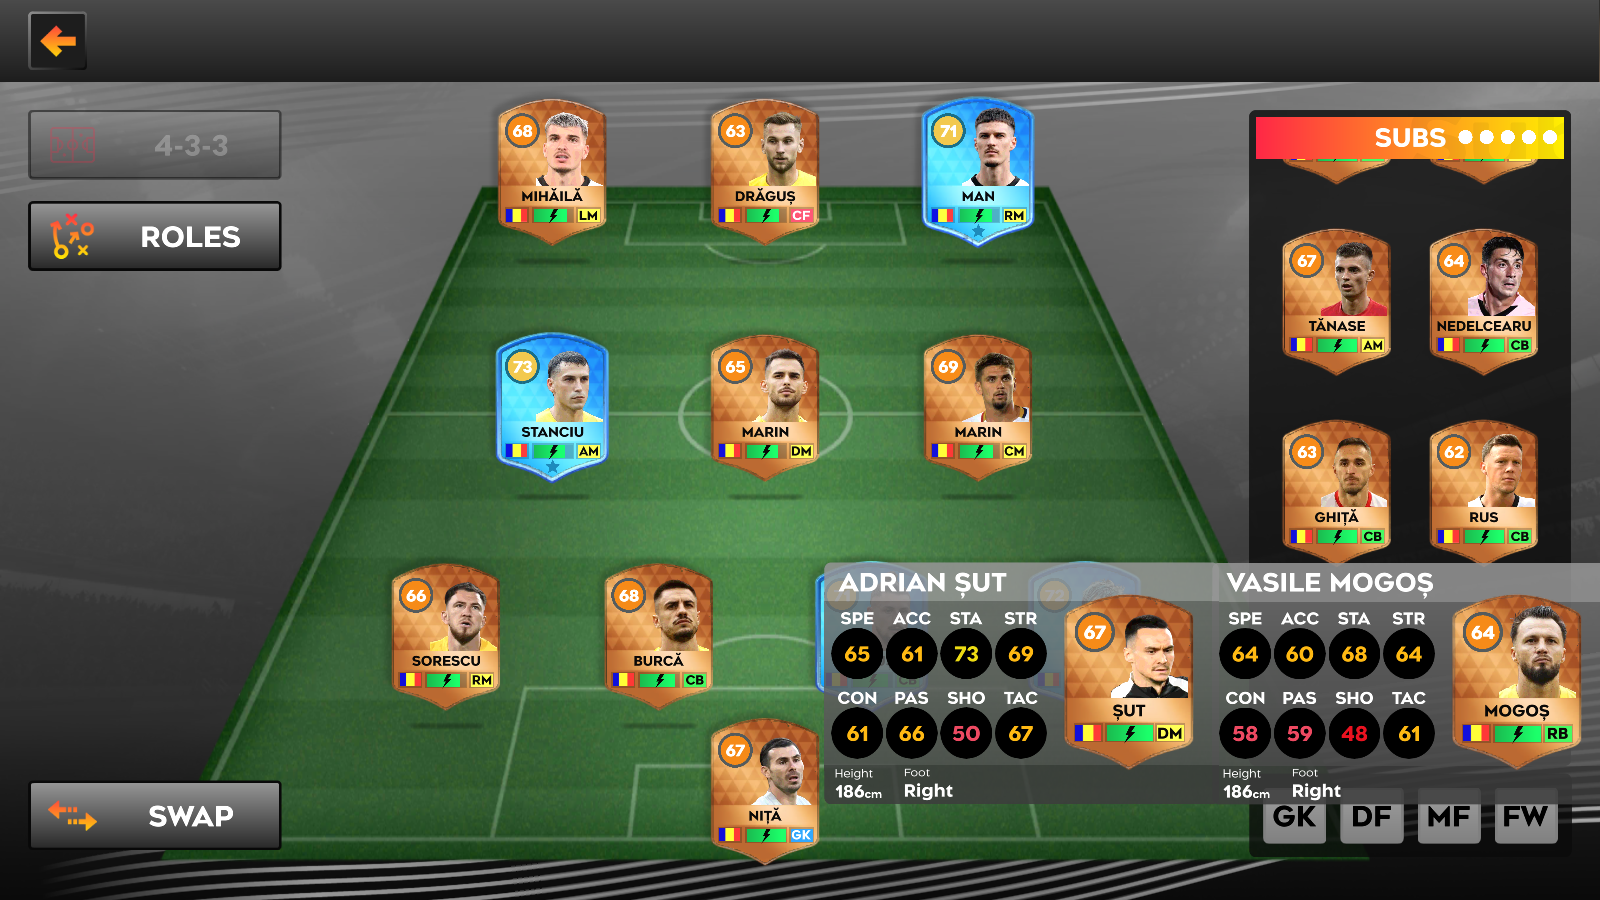 4-3-3
ROLES
SWAP
68
MIHĂILĂ
LM
63
DRĂGUȘ
CF
71
MAN
RM
73
STANCIU
AM
65
MARIN
DM
69
MARIN
CM
66
SORESCU
RM
68
BURCĂ
CB
CB
72
67
NIȚĂ
GK
SUBS
67
TĂNASE
AM
64
NEDELCEARU
CB
63
GHIȚĂ
CB
62
RUS
CB
ADRIAN ȘUT
SPE ACC STA STR
65 61 73 69
CON PAS SHO TAC
61 66 50 67
Height Foot
186cm Right
67
ȘUT
DM
VASILE MOGOȘ
SPE ACC STA STR
64 60 68 64
CON PAS SHO TAC
58 59 48 61
Height Foot
186cm Right
64
MOGOȘ
RB
GK DF MF FW